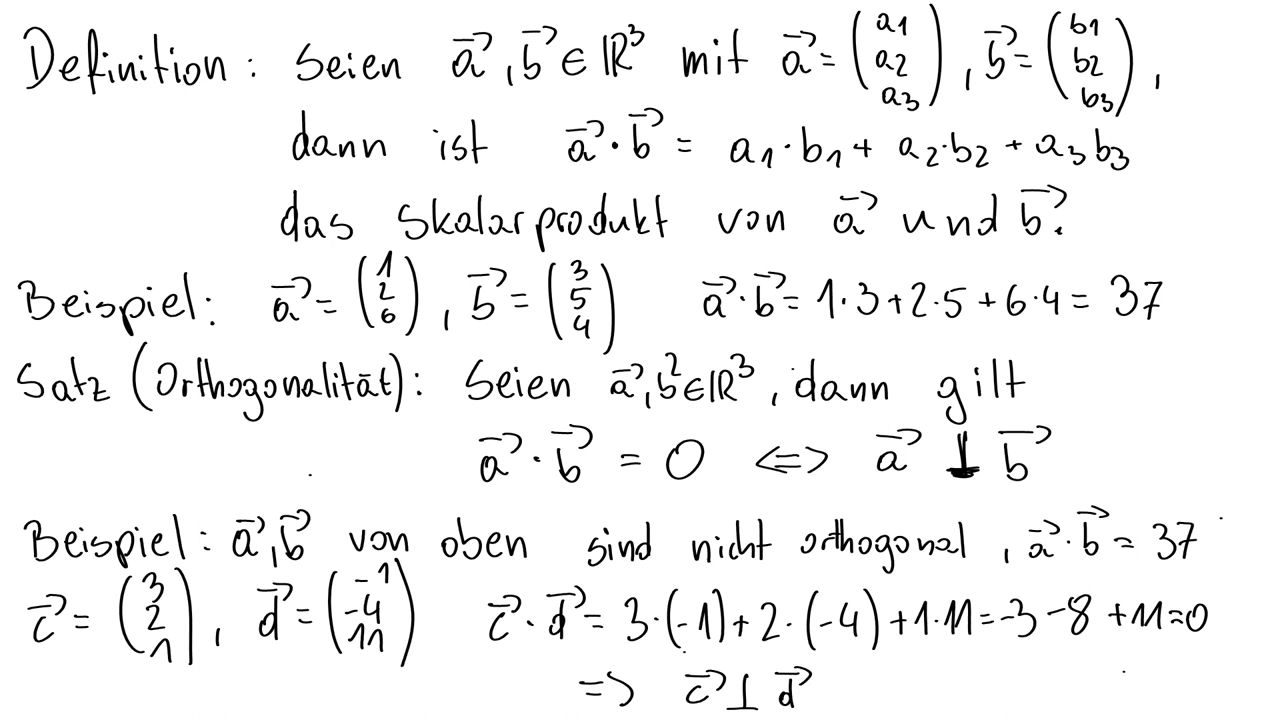 Definition: Seien a⃗, b⃗ ∈ ℝ³ mit a⃗ = (a1 a2 a3), b⃗ = (b1 b2 b3),
dann ist a⃗ · b⃗ = a1 · b1 + a2 · b2 + a3 b3
das Skalarprodukt von a⃗ und b⃗.
Beispiel: a⃗ = (1 2 6), b⃗ = (3 5 4) a⃗ · b⃗ = 1 · 3 + 2 · 5 + 6 · 4 = 37
Satz (Orthogonalität): Seien a⃗, b⃗ ∈ ℝ³, dann gilt
a⃗ · b⃗ = 0 <=> a⃗ ⊥ b⃗
Beispiel: a⃗, b⃗ von oben sind nicht orthogonal, a⃗ · b⃗ = 37
c⃗ = (3 2 1), d⃗ = (-1 -4 11) c⃗ · d⃗ = 3 · (-1) + 2 · (-4) + 1 · 11 = -3 - 8 + 11 = 0
=> c⃗ ⊥ d⃗